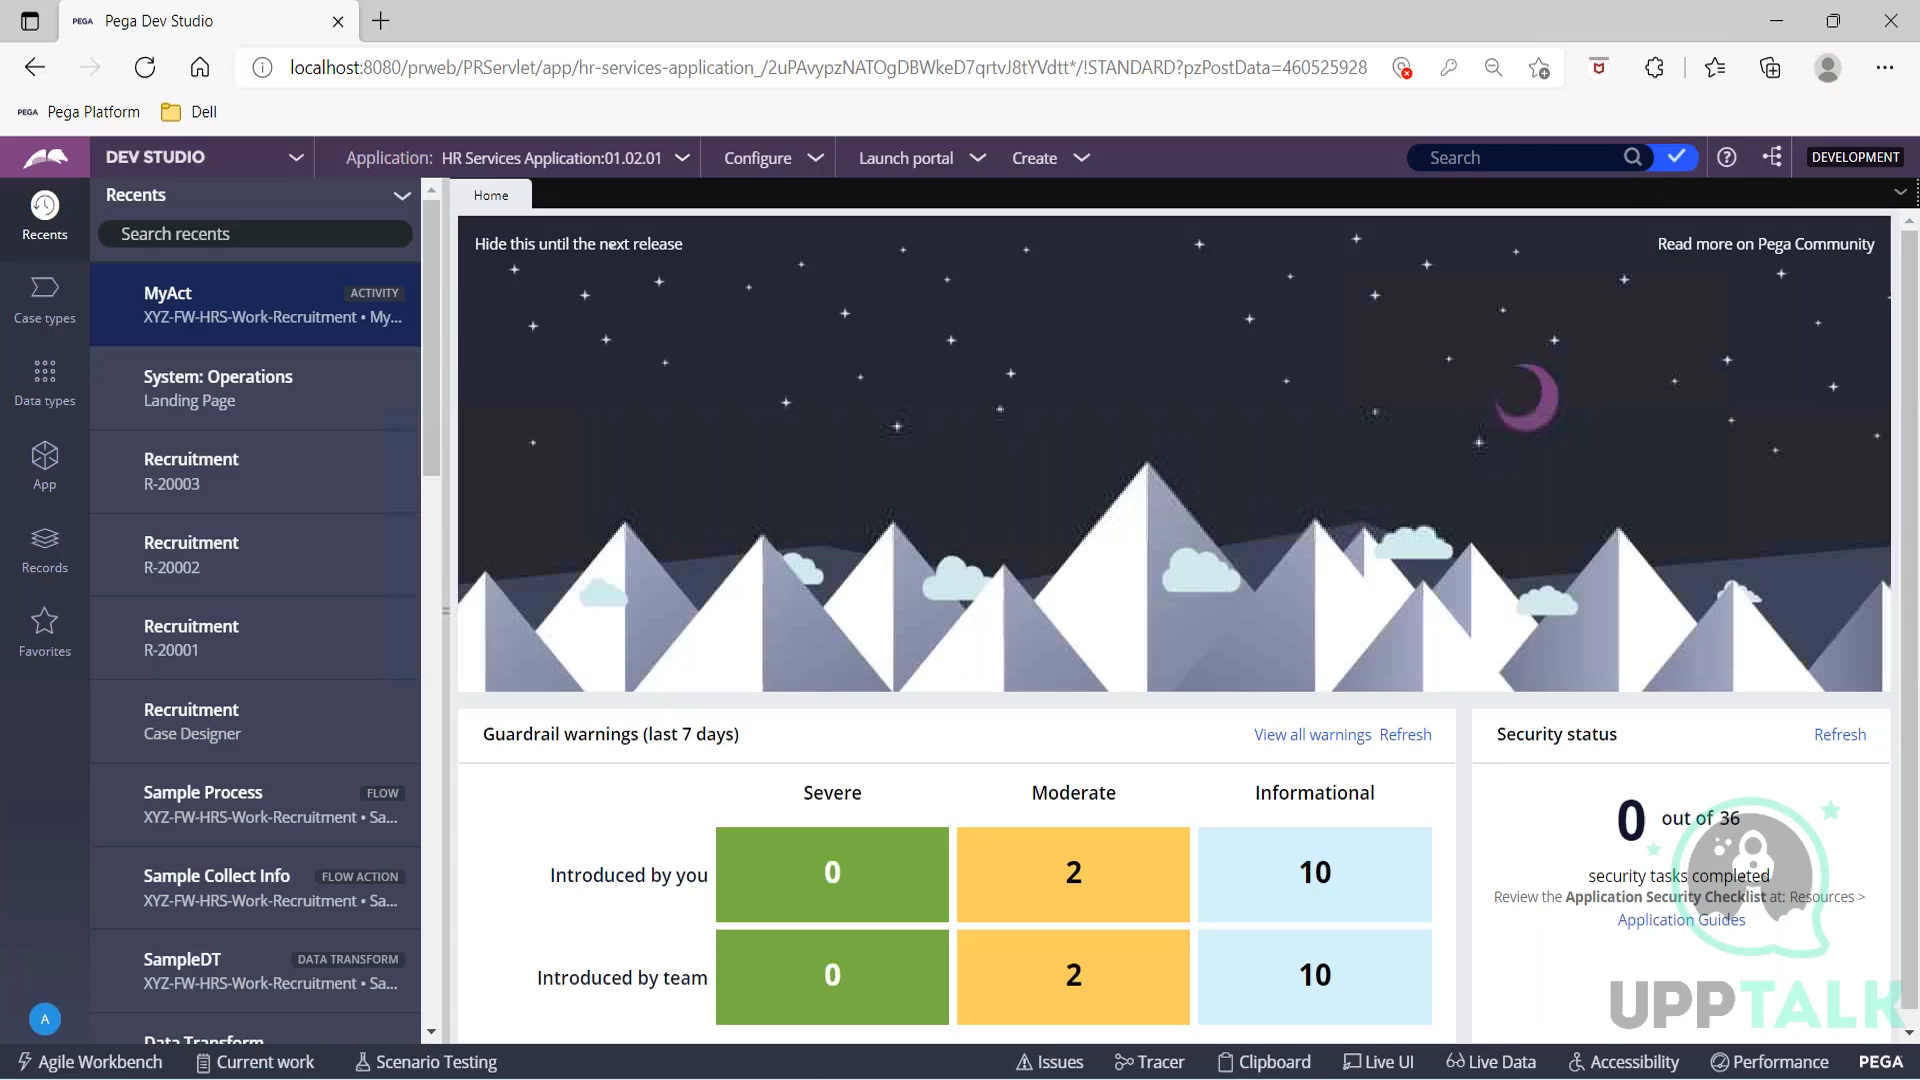 PEGA Pega Dev Studio
localhost:8080/prweb/PRServlet/app/hr-services-application_/2uPAvypzNATOgDBWkeD7qrtvJ8tYVdtt*/!STANDARD?pzPostData=460525928
PEGA Pega Platform Dell
DEV STUDIO Application: HR Services Application:01.02.01 Configure Launch portal Create Search DEVELOPMENT
Recents
Home
Recents
Search recents
Hide this until the next release
Read more on Pega Community
MyAct ACTIVITY
XYZ-FW-HRS-Work-Recruitment • My...
Case types
System: Operations
Landing Page
Data types
Recruitment
R-20003
App
Recruitment
R-20002
Records
Recruitment
R-20001
Favorites
Recruitment
Case Designer
Sample Process FLOW
XYZ-FW-HRS-Work-Recruitment • Sa...
Sample Collect Info FLOW ACTION
XYZ-FW-HRS-Work-Recruitment • Sa...
SampleDT DATA TRANSFORM
XYZ-FW-HRS-Work-Recruitment • Sa...
Data Transform
A
Guardrail warnings (last 7 days) View all warnings Refresh
Severe Moderate Informational
Introduced by you 0 2 10
Introduced by team 0 2 10
Security status Refresh
0 out of 36
security tasks completed
Review the Application Security Checklist at: Resources >
Application Guides
UPPTALK
Agile Workbench Current work Scenario Testing Issues Tracer Clipboard Live UI Live Data Accessibility Performance PEGA